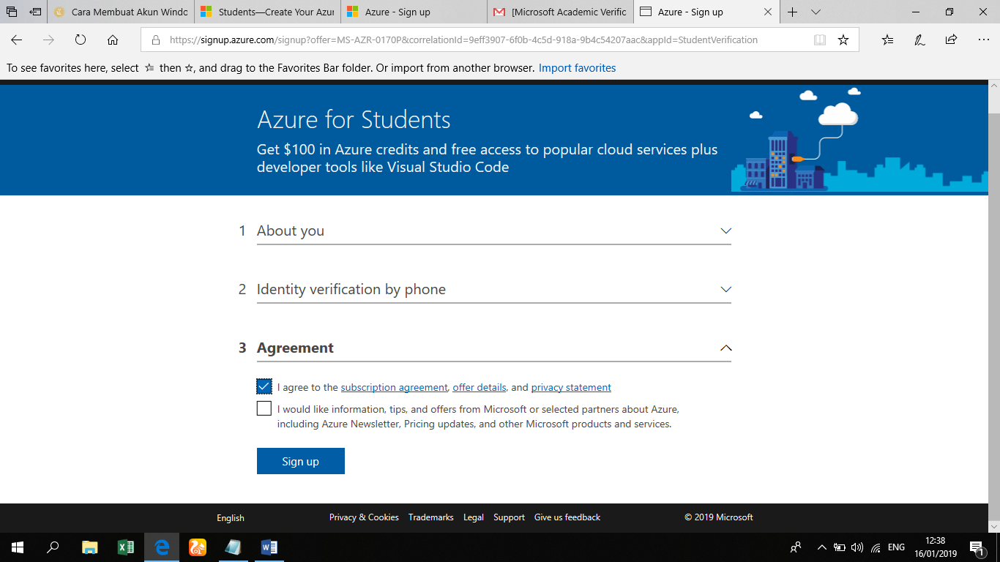 Cara Membuat Akun Windo
Students—Create Your Azur
Azure - Sign up
[Microsoft Academic Verific
Azure - Sign up
https://signup.azure.com/signup?offer=MS-AZR-0170P&correlationId=9eff3907-6f0b-4c5d-918a-9b4c54207aac&appId=StudentVerification
To see favorites here, select then , and drag to the Favorites Bar folder. Or import from another browser. Import favorites
Azure for Students
Get $100 in Azure credits and free access to popular cloud services plus
developer tools like Visual Studio Code
1 About you
2 Identity verification by phone
3 Agreement
I agree to the subscription agreement, offer details, and privacy statement
I would like information, tips, and offers from Microsoft or selected partners about Azure,
including Azure Newsletter, Pricing updates, and other Microsoft products and services.
Sign up
English Privacy & Cookies Trademarks Legal Support Give us feedback © 2019 Microsoft
ENG
12:38
16/01/2019
1